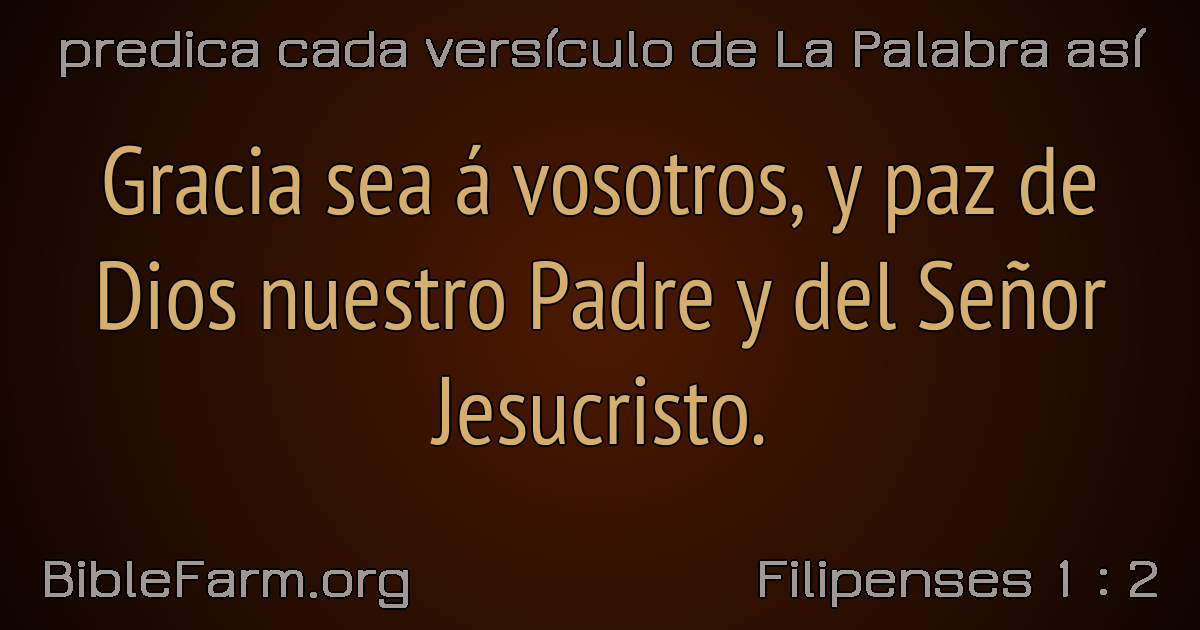 predica cada versículo de La Palabra así
Gracia sea á vosotros, y paz de
Dios nuestro Padre y del Señor
Jesucristo.
BibleFarm.org
Filipenses 1 : 2